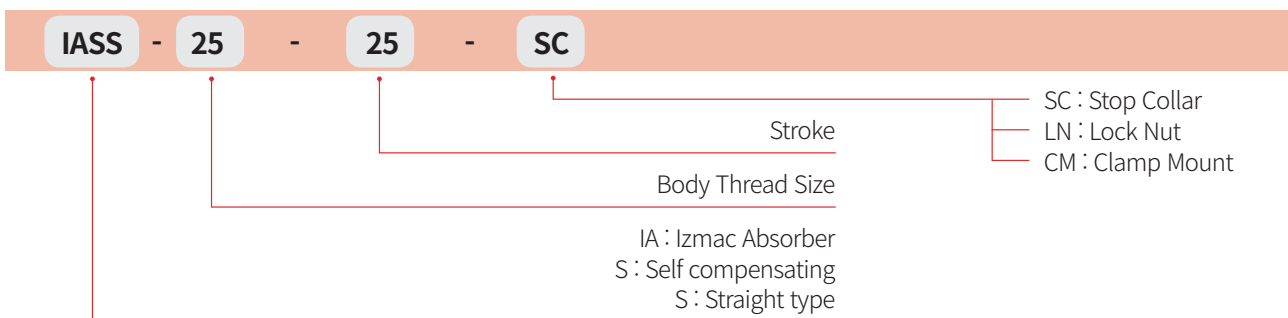 IASS - 25 - 25 - SC
SC : Stop Collar
LN : Lock Nut
CM : Clamp Mount
Stroke
Body Thread Size
IA : Izmac Absorber
S : Self compensating
S : Straight type